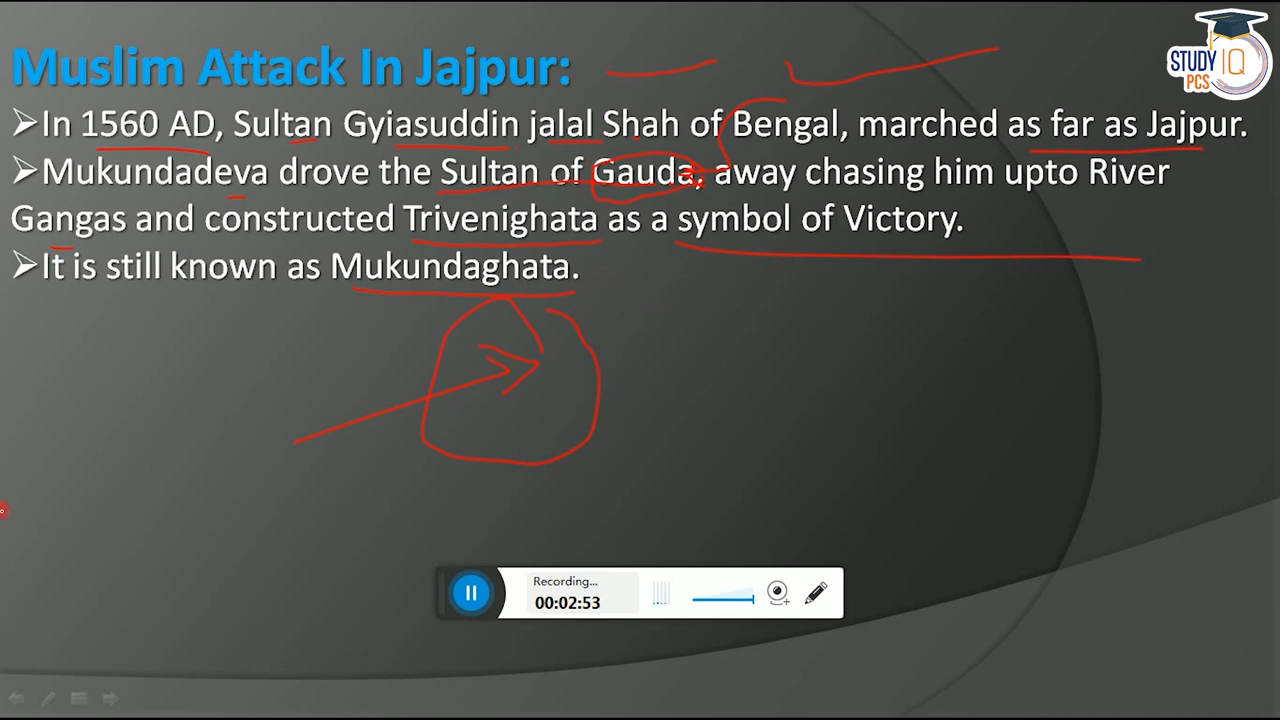 Muslim Attack In Jajpur:
➢In 1560 AD, Sultan Gyiasuddin jalal Shah of Bengal, marched as far as Jajpur.
➢Mukundadeva drove the Sultan of Gauda, away chasing him upto River
Gangas and constructed Trivenighata as a symbol of Victory.
➢It is still known as Mukundaghata.
STUDY IQ
PCS
Recording...
00:02:53